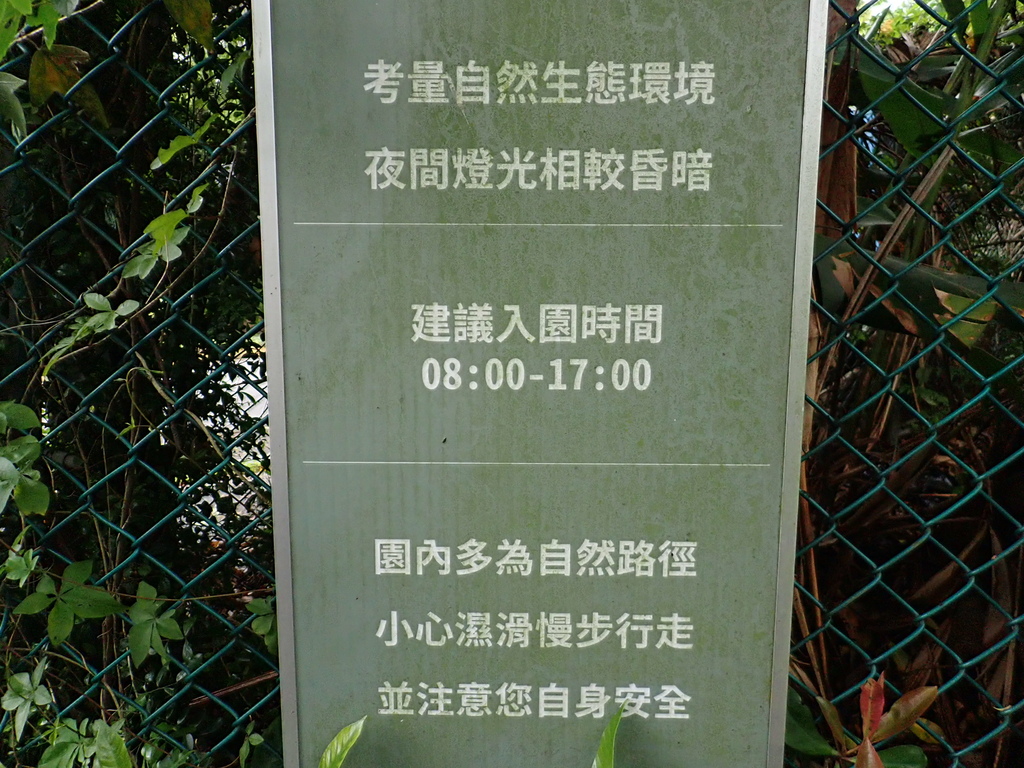 考量自然生態環境
夜間燈光相較昏暗
建議入園時間
08:00-17:00
園內多為自然路徑
小心濕滑慢步行走
並注意您自身安全